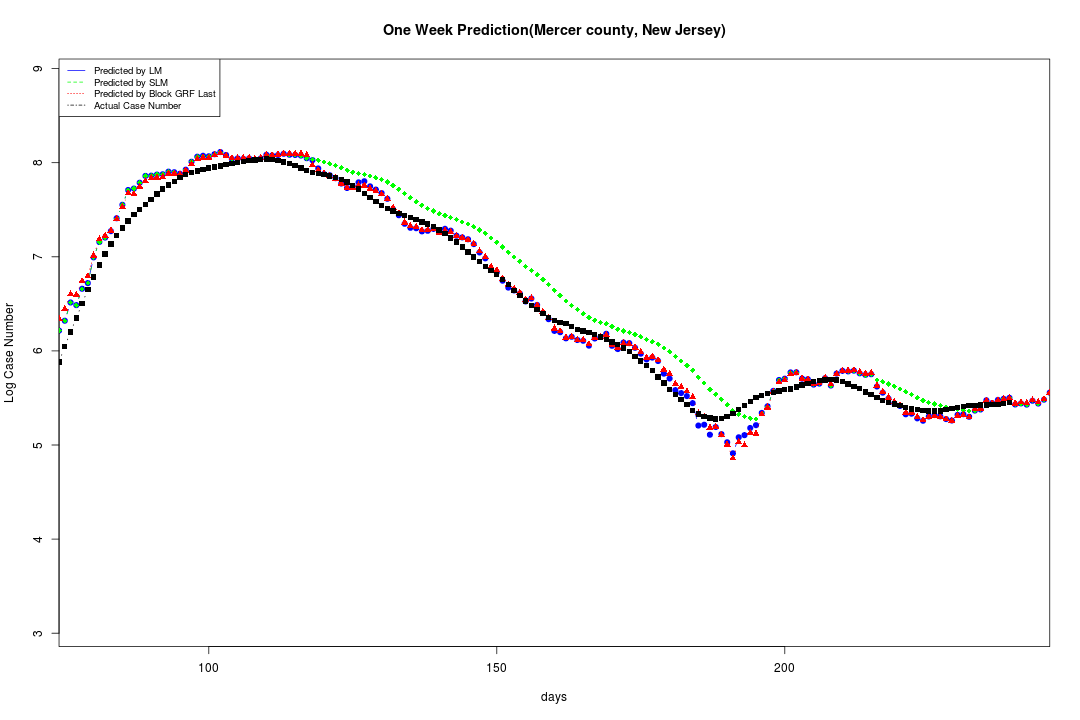 One Week Prediction(Mercer county, New Jersey)
Predicted by LM
Predicted by SLM
Predicted by Block GRF Last
Actual Case Number
9
8
7
6
5
4
3
Log Case Number
100 150 200
days